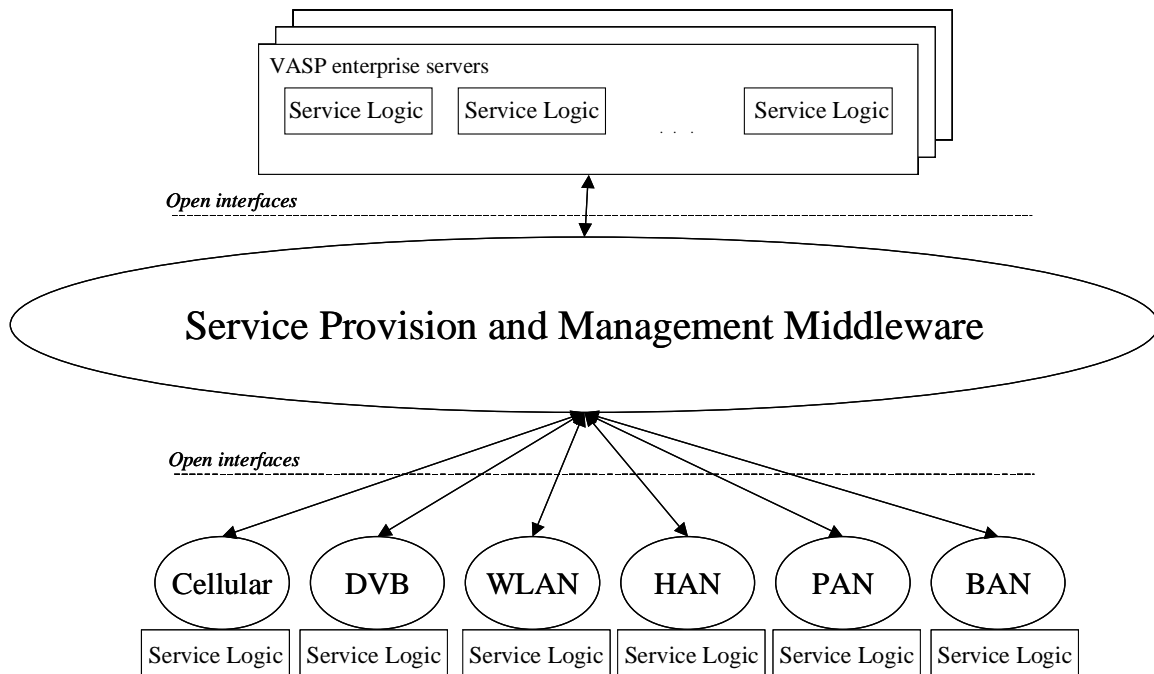 VASP enterprise servers
Service Logic Service Logic . . . Service Logic
Open interfaces
Service Provision and Management Middleware
Open interfaces
Cellular DVB WLAN HAN PAN BAN
Service Logic Service Logic Service Logic Service Logic Service Logic Service Logic